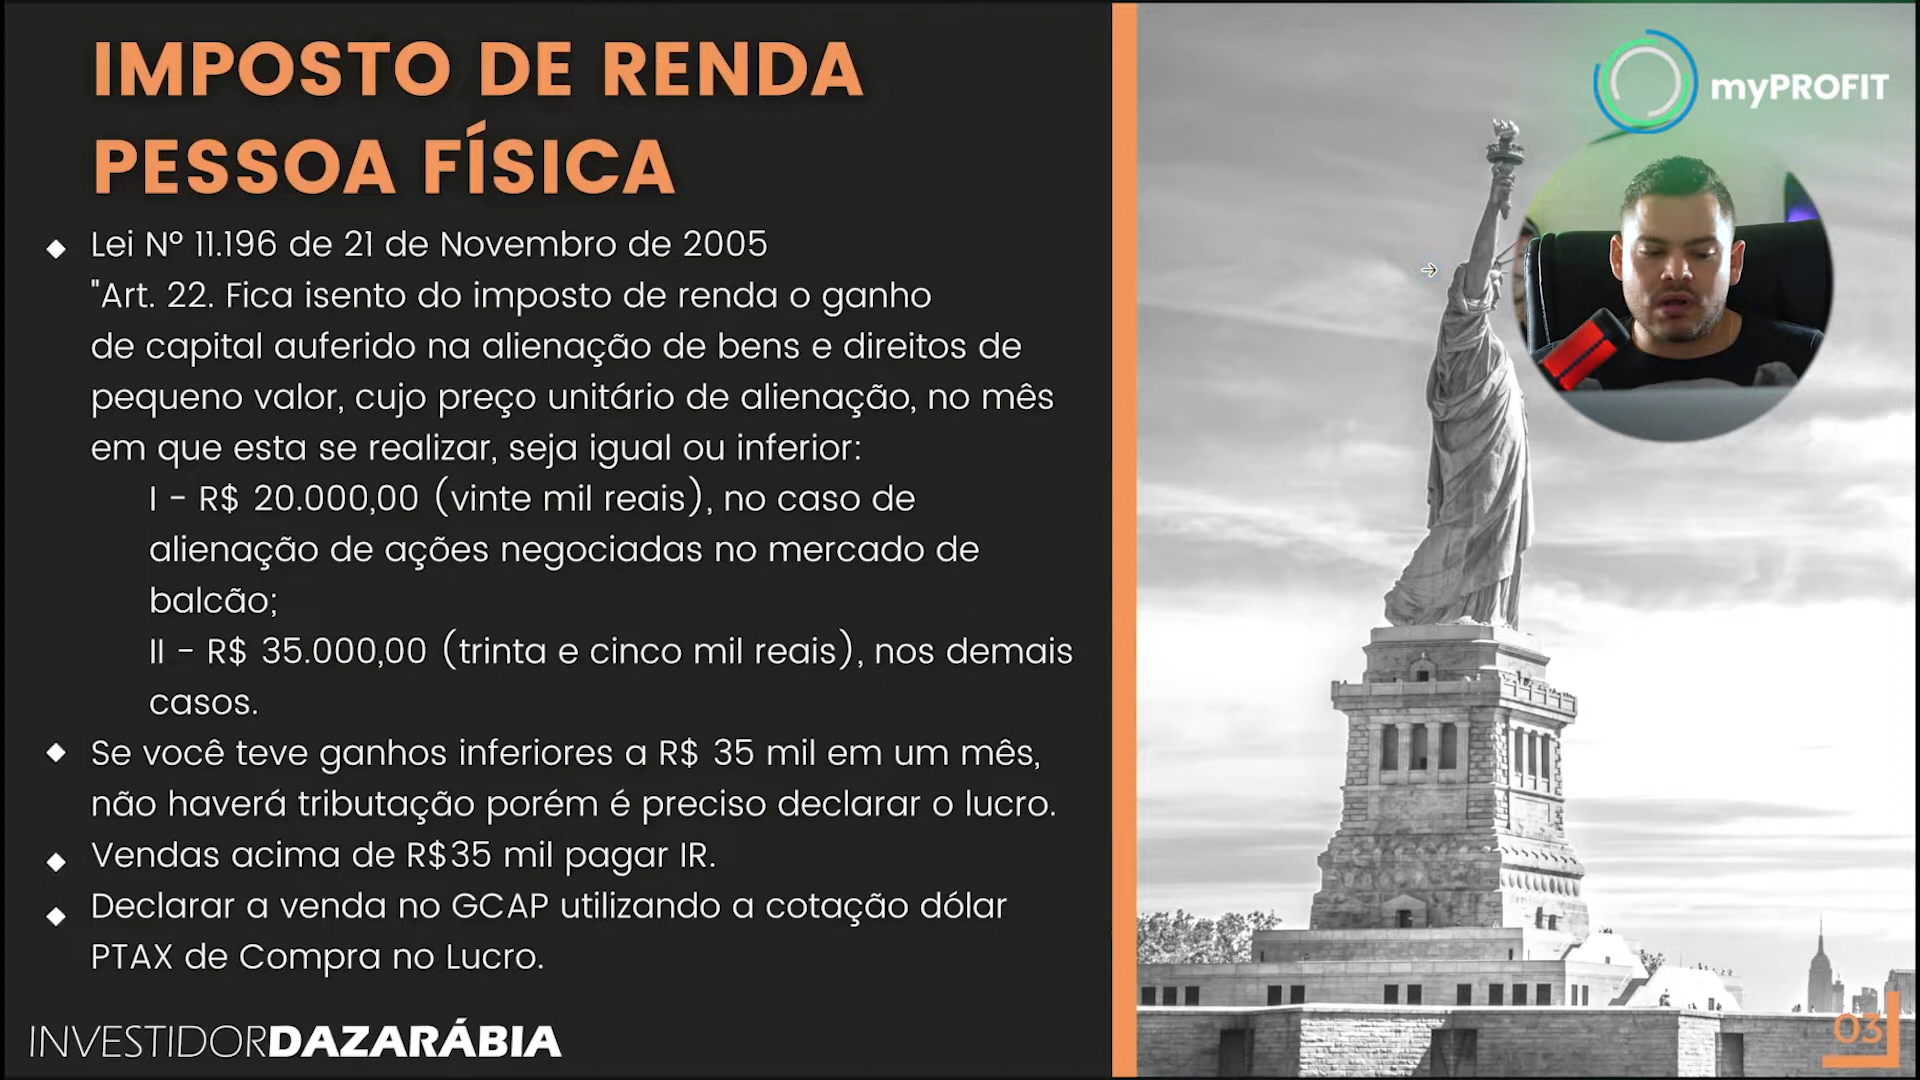 IMPOSTO DE RENDA
PESSOA FÍSICA
Lei Nº 11.196 de 21 de Novembro de 2005
"Art. 22. Fica isento do imposto de renda o ganho
de capital auferido na alienação de bens e direitos de
pequeno valor, cujo preço unitário de alienação, no mês
em que esta se realizar, seja igual ou inferior:
I - R$ 20.000,00 (vinte mil reais), no caso de
alienação de ações negociadas no mercado de
balcão;
II - R$ 35.000,00 (trinta e cinco mil reais), nos demais
casos.
Se você teve ganhos inferiores a R$ 35 mil em um mês,
não haverá tributação porém é preciso declarar o lucro.
Vendas acima de R$35 mil pagar IR.
Declarar a venda no GCAP utilizando a cotação dólar
PTAX de Compra no Lucro.
INVESTIDORDAZARÁBIA
myPROFIT
03